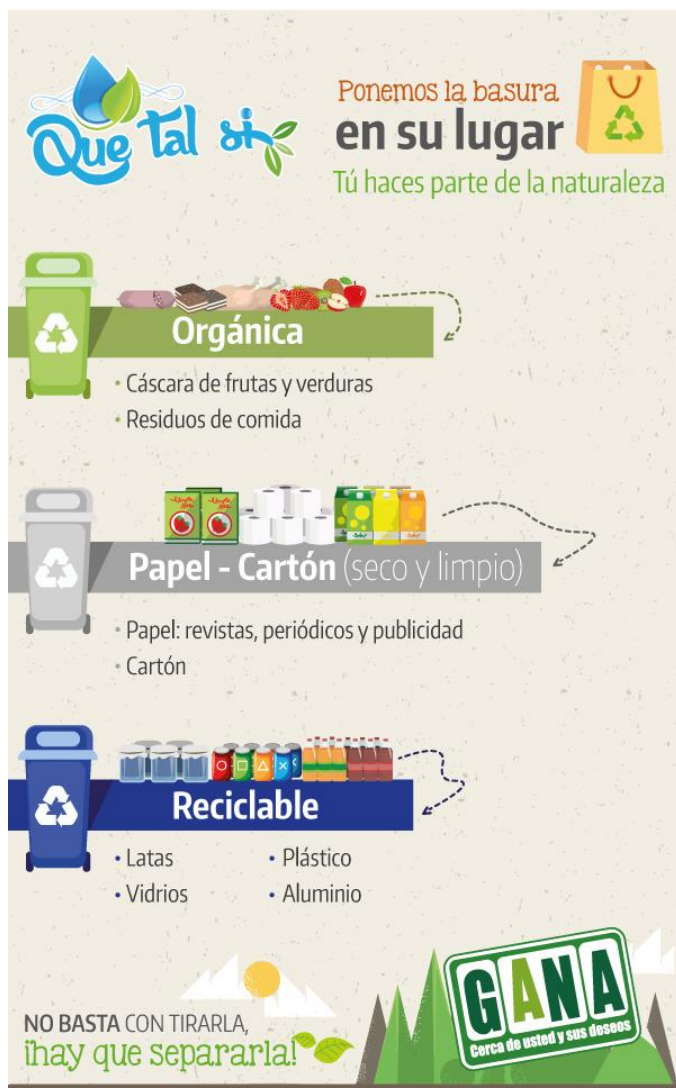 Que tal si
Ponemos la basura
en su lugar
Tú haces parte de la naturaleza
Orgánica
• Cáscara de frutas y verduras
• Residuos de comida
Papel - Cartón (seco y limpio)
• Papel: revistas, periódicos y publicidad
• Cartón
Reciclable
• Latas
• Vidrios
• Plástico
• Aluminio
NO BASTA CON TIRARLA,
¡hay que separarla!
GANA
Cerca de usted y sus deseos